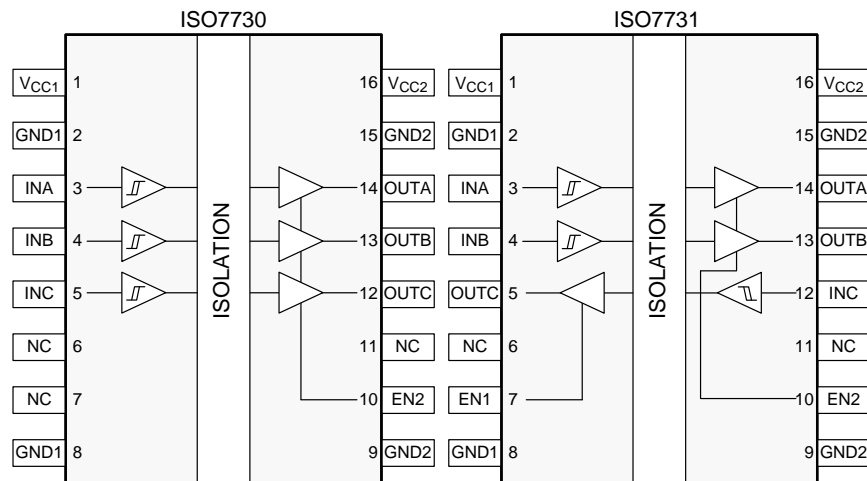 ISO7730
VCC1 1
GND1 2
INA 3
INB 4
INC 5
NC 6
NC 7
GND1 8
ISOLATION
16 VCC2
15 GND2
14 OUTA
13 OUTB
12 OUTC
11 NC
10 EN2
9 GND2
ISO7731
VCC1 1
GND1 2
INA 3
INB 4
OUTC 5
NC 6
EN1 7
GND1 8
ISOLATION
16 VCC2
15 GND2
14 OUTA
13 OUTB
12 INC
11 NC
10 EN2
9 GND2